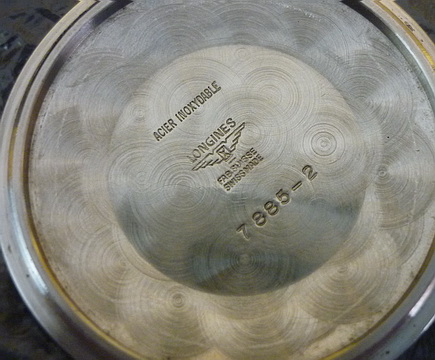 ACIER INOXYDABLE
LONGINES
FAB. SUISSE
SWISS MADE
7885-2